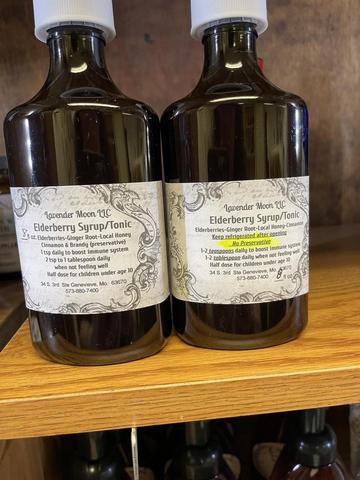 Lavender Moon LLC
Elderberry Syrup/Tonic
oz. Elderberries-Ginger Root-Local Honey
Cinnamon & Brandy (preservative)
1 tsp daily to boost immune system
2 tsp to 1 tablespoon daily
when not feeling well
Half dose for children under age 10
34 S. 3rd Ste Genevieve, Mo. 63670
573-880-7400
Lavender Moon LLC
Elderberry Syrup/Tonic
Elderberries-Ginger Root-Local Honey-Cinnamon
Keep refrigerated after opening
No Preservative
1-2 teaspoons daily to boost immune system
1-2 tablespoon daily when not feeling well
Half dose for children under age 10
34 S. 3rd Ste Genevieve, Mo. 63670
573-880-7400